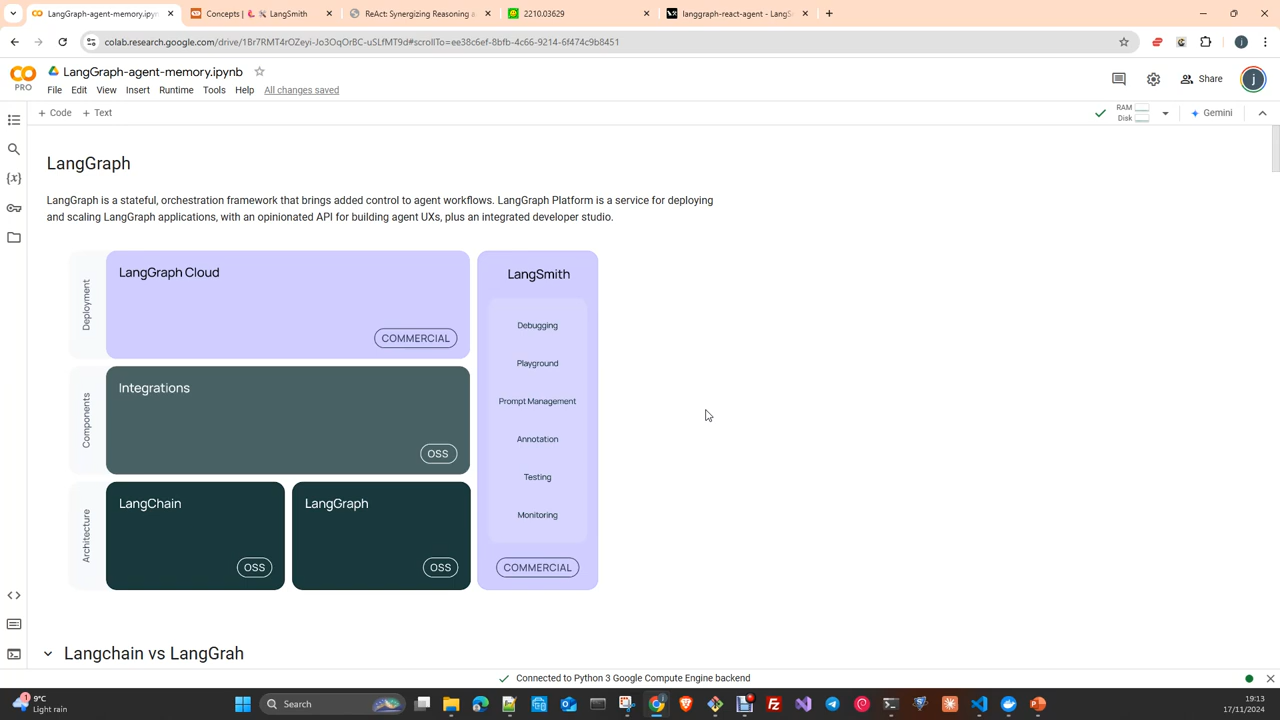 LangGraph-agent-memory.ipynb
Concepts | 🦜️🛠️ LangSmith
ReAct: Synergizing Reasoning a
2210.03629
langgraph-react-agent - LangS
colab.research.google.com/drive/1Br7RMT4rOZeyi-Jo3OqOrBC-uSLfMT9d#scrollTo=ee38c6ef-8bfb-4c66-9214-6f474c9b8451
j
CO
PRO
LangGraph-agent-memory.ipynb
File Edit View Insert Runtime Tools Help All changes saved
Share
j
+ Code + Text
RAM
Disk
Gemini
LangGraph
LangGraph is a stateful, orchestration framework that brings added control to agent workflows. LangGraph Platform is a service for deploying
and scaling LangGraph applications, with an opinionated API for building agent UXs, plus an integrated developer studio.
Deployment
LangGraph Cloud
COMMERCIAL
Components
Integrations
OSS
Architecture
LangChain
OSS
LangGraph
OSS
LangSmith
Debugging
Playground
Prompt Management
Annotation
Testing
Monitoring
COMMERCIAL
Langchain vs LangGrah
Connected to Python 3 Google Compute Engine backend
1
9°C
Light rain
Search
19:13
17/11/2024